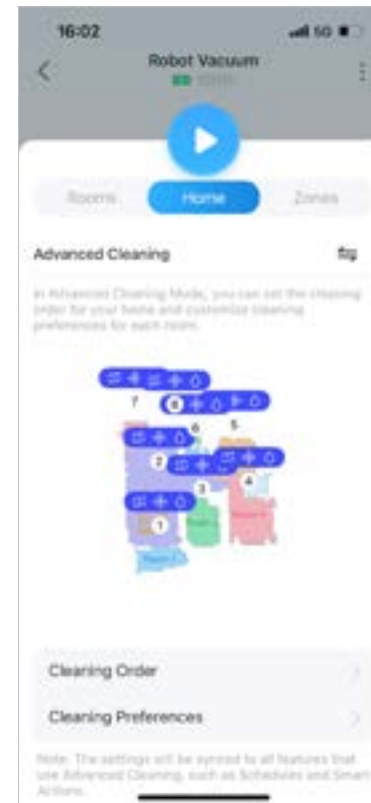 16:02
5G
Robot Vacuum
100%
Rooms Home Zones
Advanced Cleaning
In Advanced Cleaning Mode, you can set the cleaning
order for your home and customize cleaning
preferences for each room.
7
8
6 5
2
3 4
1
Cleaning Order
Cleaning Preferences
Note: The settings will be synced to all features that
use Advanced Cleaning, such as Schedules and Smart
Actions.